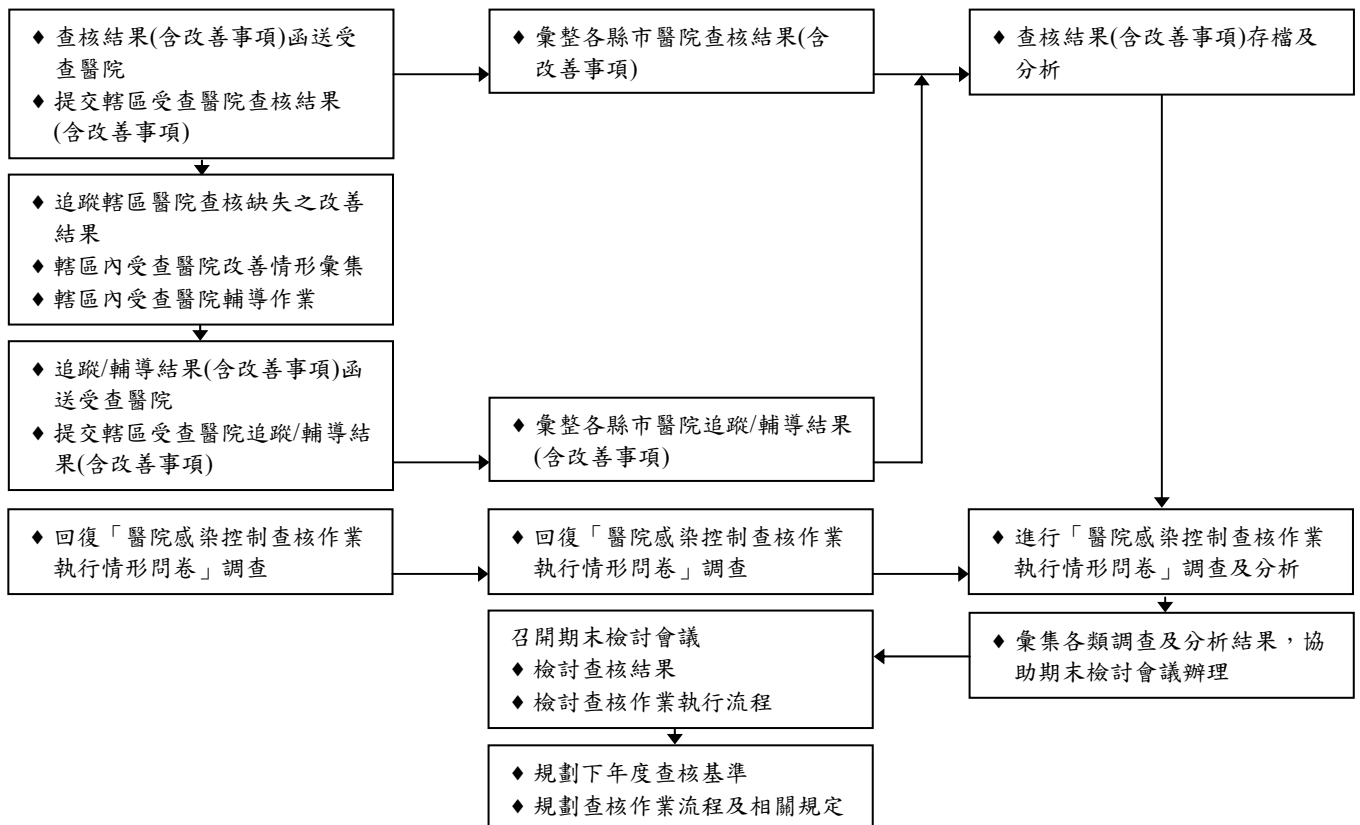 ♦ 查核結果(含改善事項)函送受
查醫院
♦ 提交轄區受查醫院查核結果
(含改善事項)
♦ 彙整各縣市醫院查核結果(含
改善事項)
♦ 查核結果(含改善事項)存檔及
分析
♦ 追蹤轄區醫院查核缺失之改善
結果
♦ 轄區內受查醫院改善情形彙集
♦ 轄區內受查醫院輔導作業
♦ 追蹤/輔導結果(含改善事項)函
送受查醫院
♦ 提交轄區受查醫院追蹤/輔導結
果(含改善事項)
♦ 彙整各縣市醫院追蹤/輔導結果
(含改善事項)
♦ 回復「醫院感染控制查核作業
執行情形問卷」調查
♦ 回復「醫院感染控制查核作業
執行情形問卷」調查
♦ 進行「醫院感染控制查核作業
執行情形問卷」調查及分析
召開期末檢討會議
♦ 檢討查核結果
♦ 檢討查核作業執行流程
♦ 彙集各類調查及分析結果，協
助期末檢討會議辦理
♦ 規劃下年度查核基準
♦ 規劃查核作業流程及相關規定